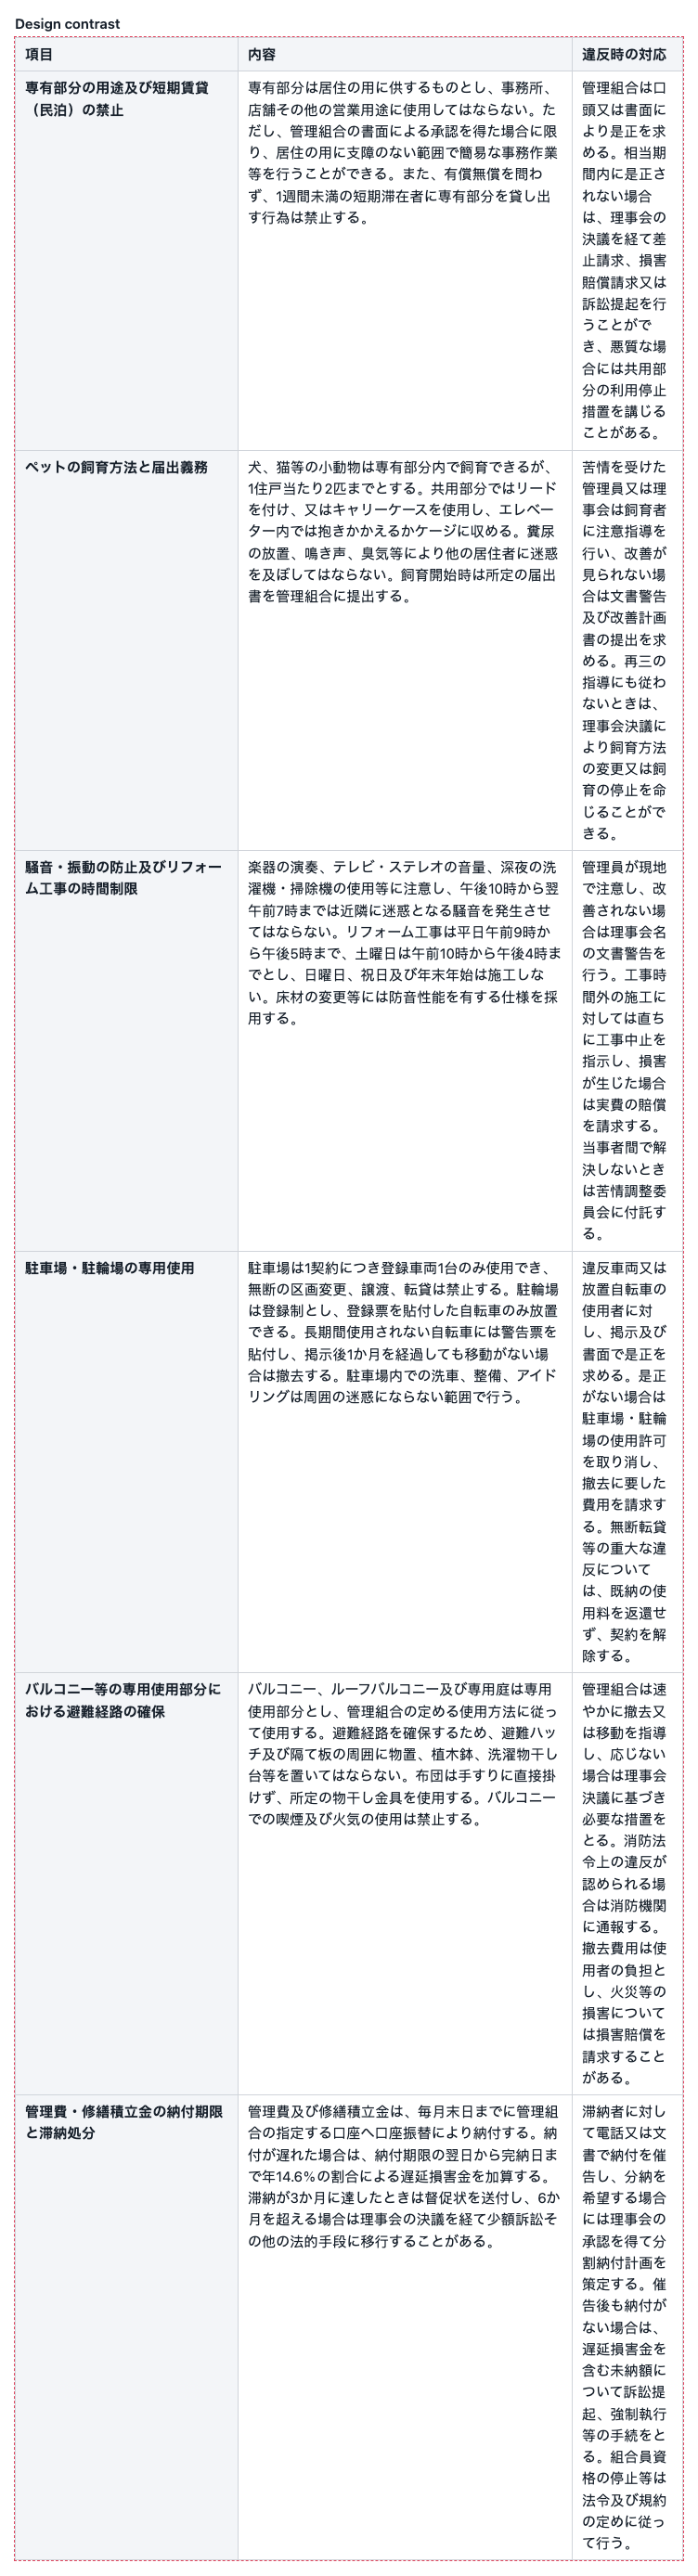 Design contrast
項目
内容
違反時の対応
専有部分の用途及び短期賃貸
（民泊）の禁止
専有部分は居住の用に供するものとし、事務所、
店舗その他の営業用途に使用してはならない。た
だし、管理組合の書面による承認を得た場合に限
り、居住の用に支障のない範囲で簡易な事務作業
等を行うことができる。また、有償無償を問わ
ず、1週間未満の短期滞在者に専有部分を貸し出
す行為は禁止する。
管理組合は口
頭又は書面に
より是正を求
める。相当期
間内に是正さ
れない場合
は、理事会の
決議を経て差
止請求、損害
賠償請求又は
訴訟提起を行
うことがで
き、悪質な場
合には共用部
分の利用停止
措置を講じる
ことがある。
ペットの飼育方法と届出義務
犬、猫等の小動物は専有部分内で飼育できるが、
1住戸当たり2匹までとする。共用部分ではリード
を付け、又はキャリーケースを使用し、エレベー
ター内では抱きかかえるかケージに収める。糞尿
の放置、鳴き声、臭気等により他の居住者に迷惑
を及ぼしてはならない。飼育開始時は所定の届出
書を管理組合に提出する。
苦情を受けた
管理員又は理
事会は飼育者
に注意指導を
行い、改善が
見られない場
合は文書警告
及び改善計画
書の提出を求
める。再三の
指導にも従わ
ないときは、
理事会決議に
より飼育方法
の変更又は飼
育の停止を命
じることがで
きる。
騒音・振動の防止及びリフォー
ム工事の時間制限
楽器の演奏、テレビ・ステレオの音量、深夜の洗
濯機・掃除機の使用等に注意し、午後10時から翌
午前7時までは近隣に迷惑となる騒音を発生させ
てはならない。リフォーム工事は平日午前9時か
ら午後5時まで、土曜日は午前10時から午後4時ま
でとし、日曜日、祝日及び年末年始は施工しな
い。床材の変更等には防音性能を有する仕様を採
用する。
管理員が現地
で注意し、改
善されない場
合は理事会名
の文書警告を
行う。工事時
間外の施工に
対しては直ち
に工事中止を
指示し、損害
が生じた場合
は実費の賠償
を請求する。
当事者間で解
決しないとき
は苦情調整委
員会に付託す
る。
駐車場・駐輪場の専用使用
駐車場は1契約につき登録車両1台のみ使用でき、
無断の区画変更、譲渡、転貸は禁止する。駐輪場
は登録制とし、登録票を貼付した自転車のみ放置
できる。長期間使用されない自転車には警告票を
貼付し、掲示後1か月を経過しても移動がない場
合は撤去する。駐車場内での洗車、整備、アイド
リングは周囲の迷惑にならない範囲で行う。
違反車両又は
放置自転車の
使用者に対
し、掲示及び
書面で是正を
求める。是正
がない場合は
駐車場・駐輪
場の使用許可
を取り消し、
撤去に要した
費用を請求す
る。無断転貸
等の重大な違
反について
は、既納の使
用料を返還せ
ず、契約を解
除する。
バルコニー等の専用使用部分に
おける避難経路の確保
バルコニー、ルーフバルコニー及び専用庭は専用
使用部分とし、管理組合の定める使用方法に従っ
て使用する。避難経路を確保するため、避難ハッ
チ及び隔て板の周囲に物置、植木鉢、洗濯物干し
台等を置いてはならない。布団は手すりに直接掛
けず、所定の物干し金具を使用する。バルコニー
での喫煙及び火気の使用は禁止する。
管理組合は速
やかに撤去又
は移動を指導
し、応じない
場合は理事会
決議に基づき
必要な措置を
とる。消防法
令上の違反が
認められる場
合は消防機関
に通報する。
撤去費用は使
用者の負担と
し、火災等の
損害について
は損害賠償を
請求すること
がある。
管理費・修繕積立金の納付期限
と滞納処分
管理費及び修繕積立金は、毎月末日までに管理組
合の指定する口座へ口座振替により納付する。納
付が遅れた場合は、納付期限の翌日から完納日ま
で年14.6%の割合による遅延損害金を加算する。
滞納が3か月に達したときは督促状を送付し、6か
月を超える場合は理事会の決議を経て少額訴訟そ
の他の法的手段に移行することがある。
滞納者に対し
て電話又は文
書で納付を催
告し、分納を
希望する場合
には理事会の
承認を得て分
割納付計画を
策定する。催
告後も納付が
ない場合は、
遅延損害金を
含む未納額に
ついて訴訟提
起、強制執行
等の手続をと
る。組合員資
格の停止等は
法令及び規約
の定めに従っ
て行う。